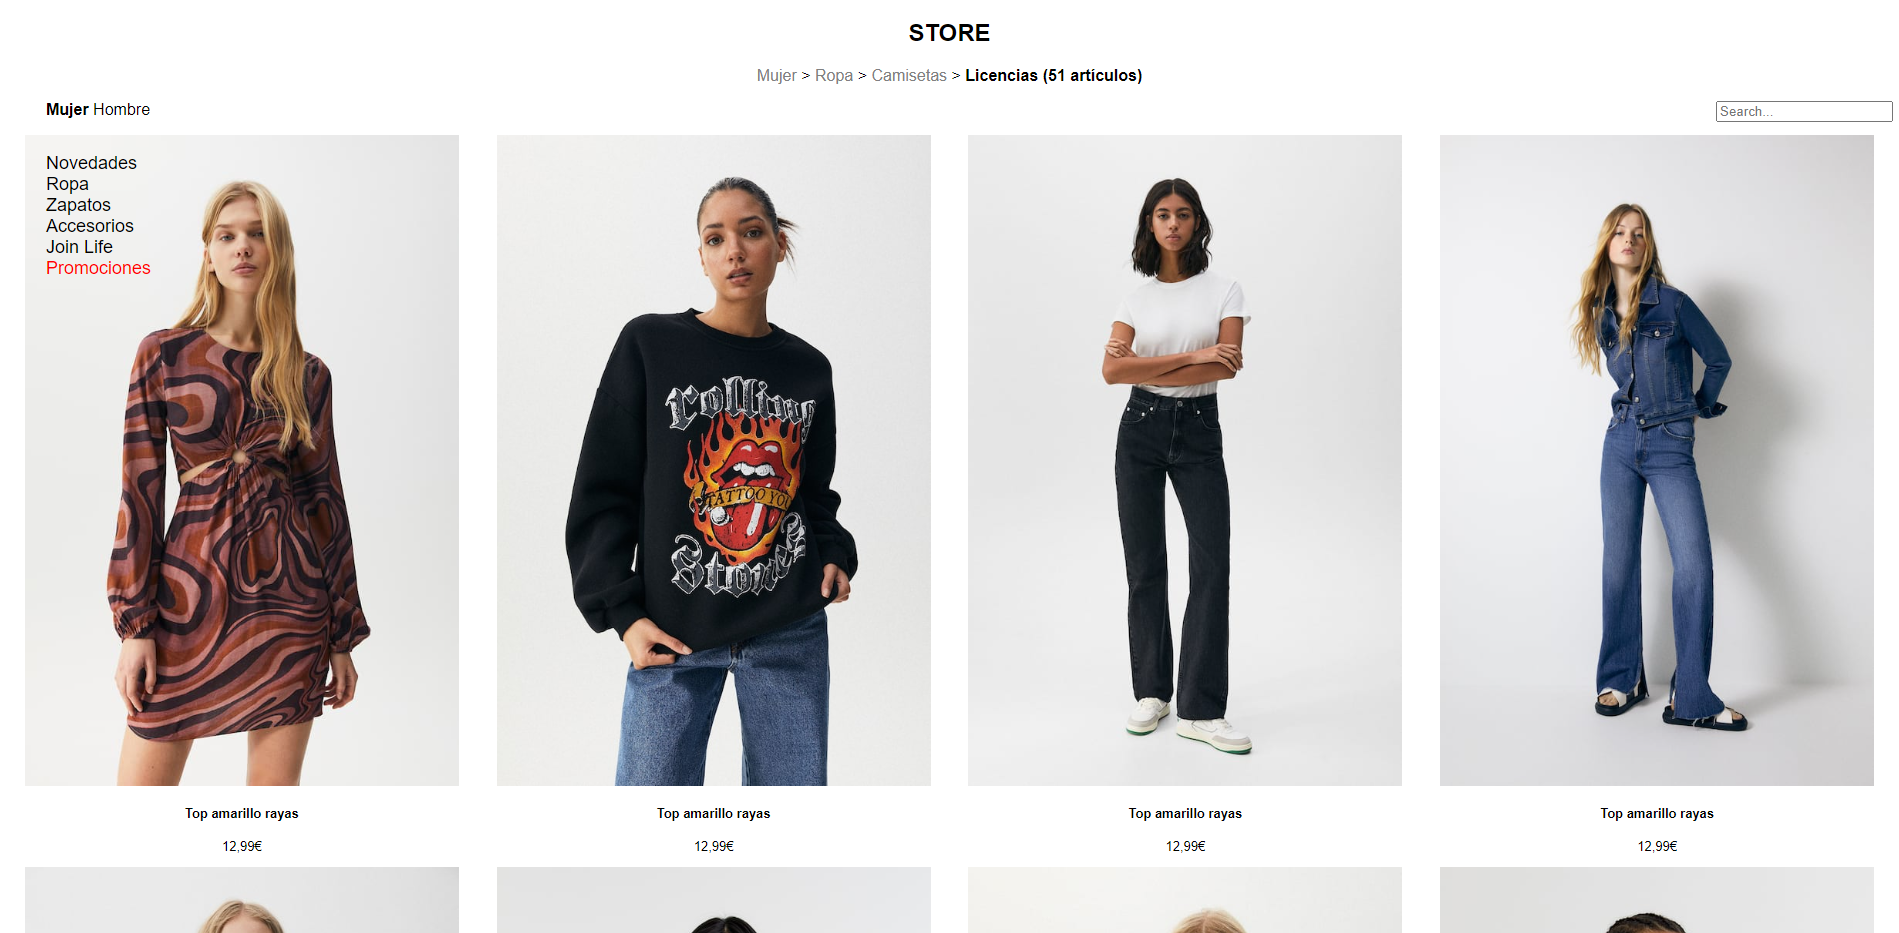 STORE
Mujer > Ropa > Camisetas > Licencias (51 artículos)
Mujer Hombre
Search...
Novedades
Ropa
Zapatos
Accesorios
Join Life
Promociones
rolling
TATTOO YOU
Stones
Top amarillo rayas
12,99€
Top amarillo rayas
12,99€
Top amarillo rayas
12,99€
Top amarillo rayas
12,99€